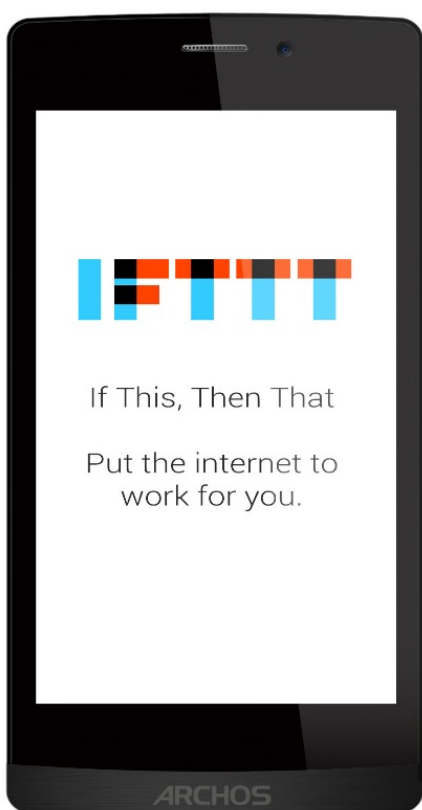 IFTTT
If This, Then That
Put the internet to
work for you.
ARCHOS